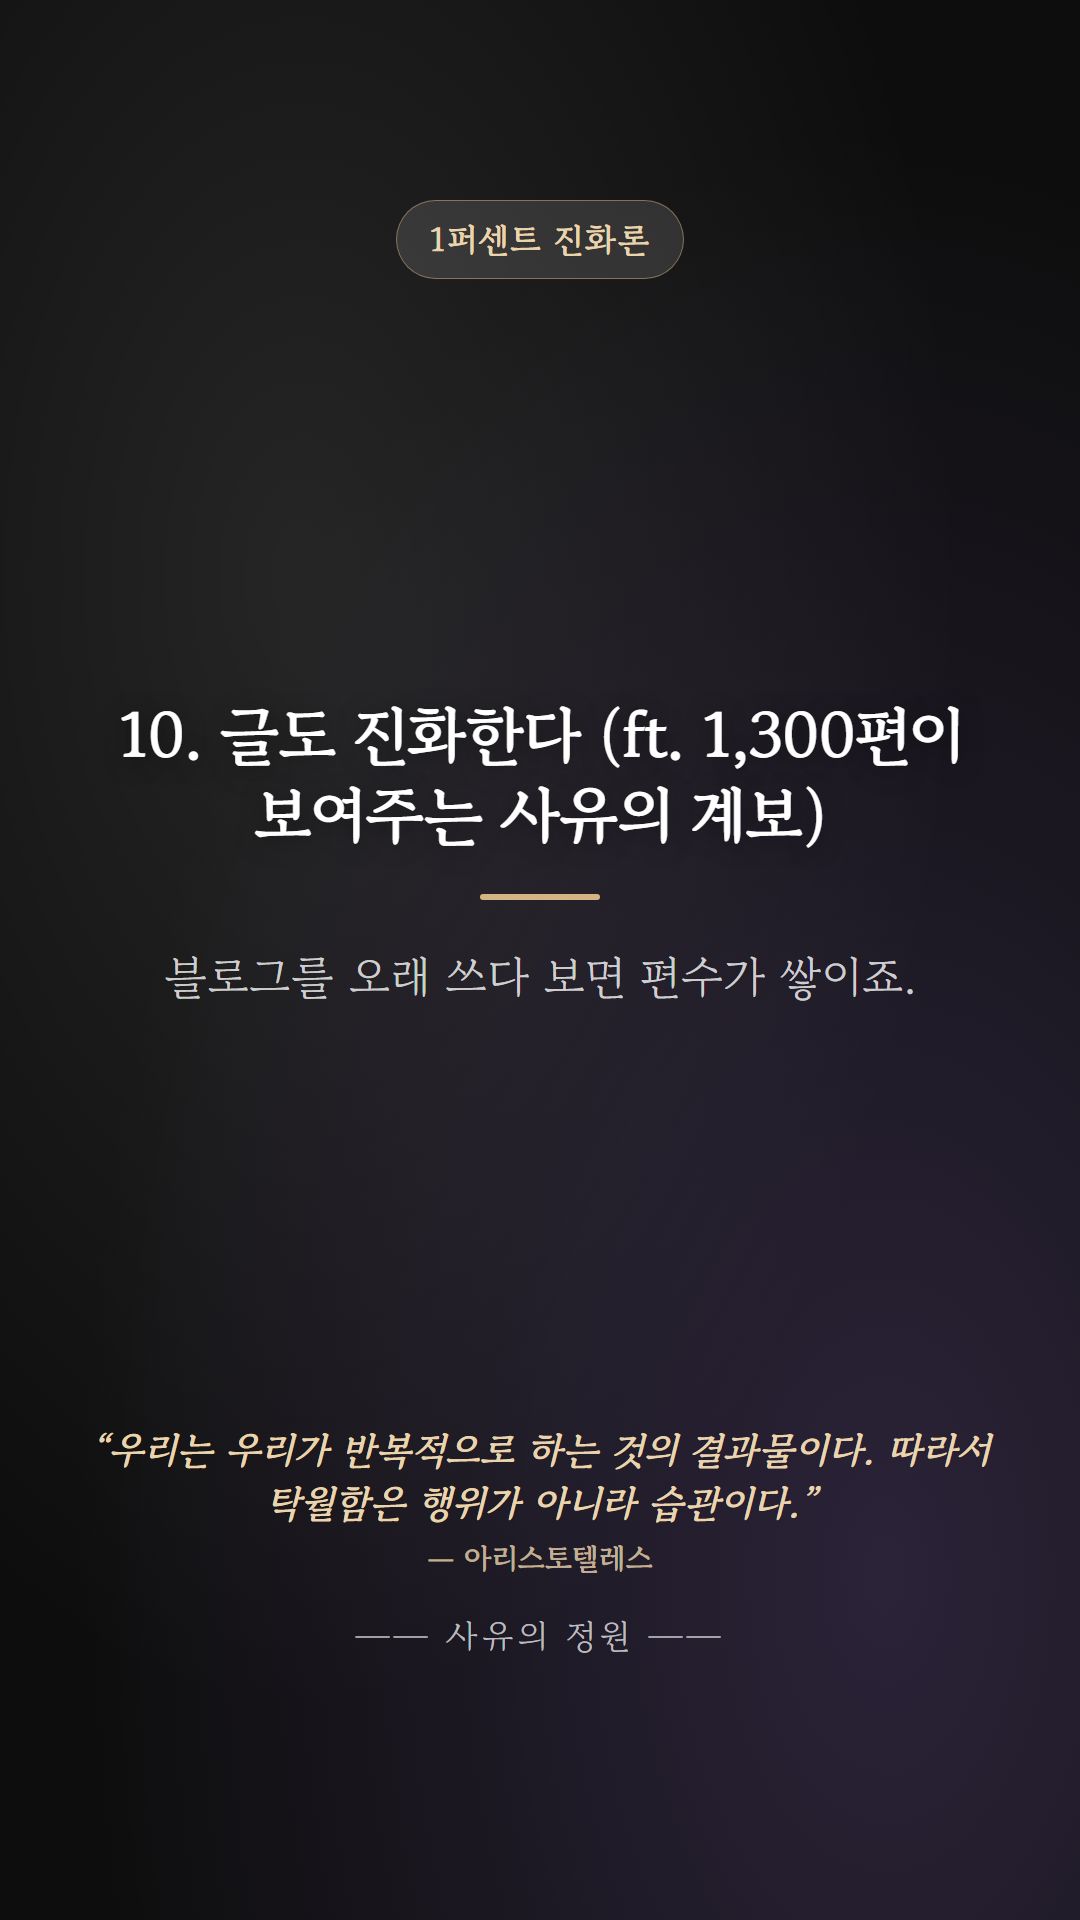 1퍼센트 진화론
10. 글도 진화한다 (ft. 1,300편이
보여주는 사유의 계보)
블로그를 오래 쓰다 보면 편수가 쌓이죠.
“우리는 우리가 반복적으로 하는 것의 결과물이다. 따라서
탁월함은 행위가 아니라 습관이다.”
— 아리스토텔레스
—— 사유의 정원 ——